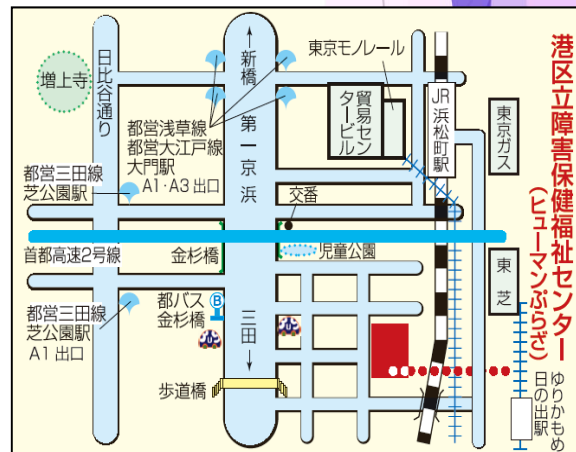 港区立障害保健福祉センター
（ヒューマンぷらざ）
日比谷通り
増上寺
↑新橋
第一京浜
三田↓
東京モノレール
貿易セン
タービル
JR浜松町駅
東京ガス
都営浅草線
都営大江戸線
大門駅
A1・A3出口
都営三田線
芝公園駅
交番
首都高速2号線
金杉橋
児童公園
東芝
都営三田線
芝公園駅
A1出口
都バス
金杉橋
B
歩道橋
ゆりかもめ
日の出駅